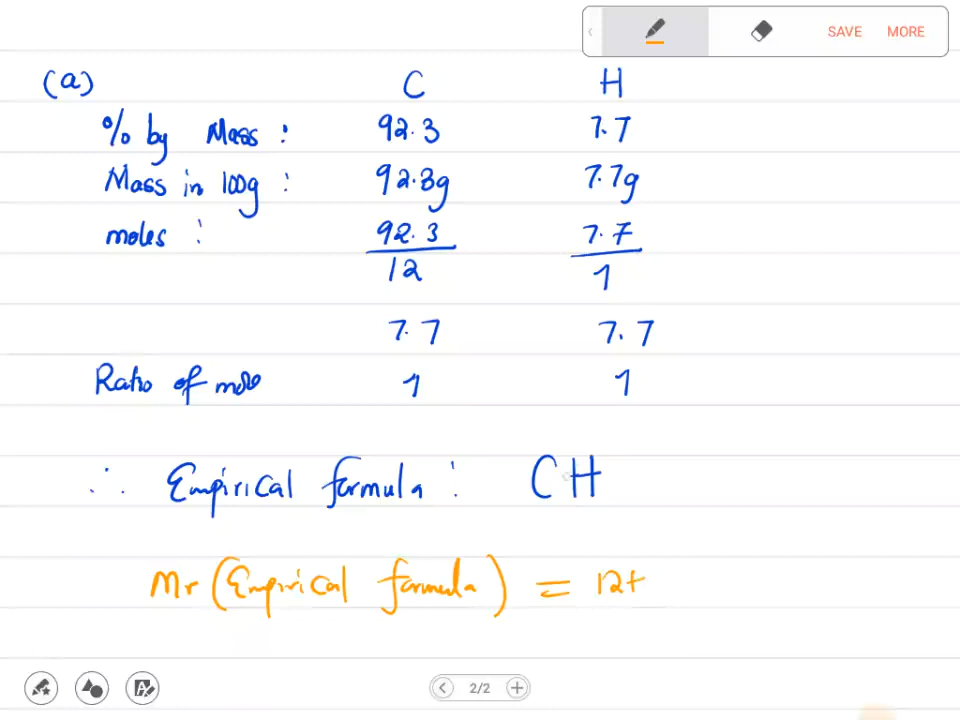 SAVE MORE
(a) C H
% by Mass : 92.3 7.7
Mass in 100g : 92.3g 7.7g
moles : 92.3 7.7
12 1
7.7 7.7
Ratio of mole 1 1
∴ Empirical formula : CH
Mr (Empirical formula) = 12+
2/2